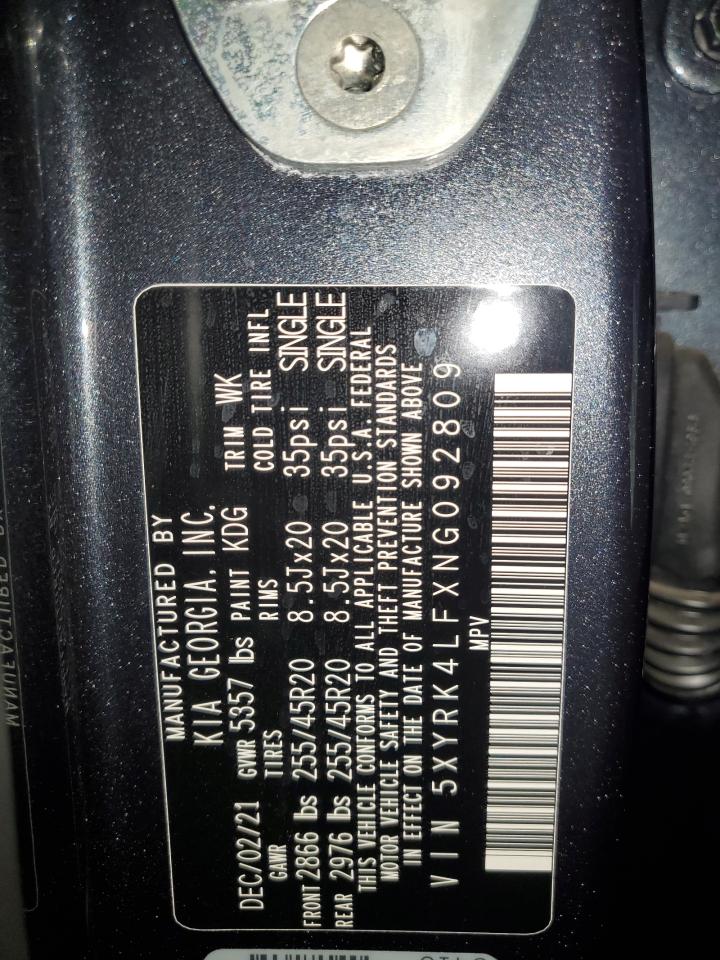 MANUFACTURED BY
KIA GEORGIA, INC.
DEC/02/21 GVWR 5357 lbs PAINT KDG TRIM WK
GAWR TIRES RIMS COLD TIRE INFL
FRONT 2866 lbs 255/45R20 8.5Jx20 35psi SINGLE
REAR 2976 lbs 255/45R20 8.5Jx20 35psi SINGLE
THIS VEHICLE CONFORMS TO ALL APPLICABLE U.S.A. FEDERAL
MOTOR VEHICLE SAFETY AND THEFT PREVENTION STANDARDS
IN EFFECT ON THE DATE OF MANUFACTURE SHOWN ABOVE
VIN 5XYRK4LFXNG092809
MPV
MANUFACTURED BY